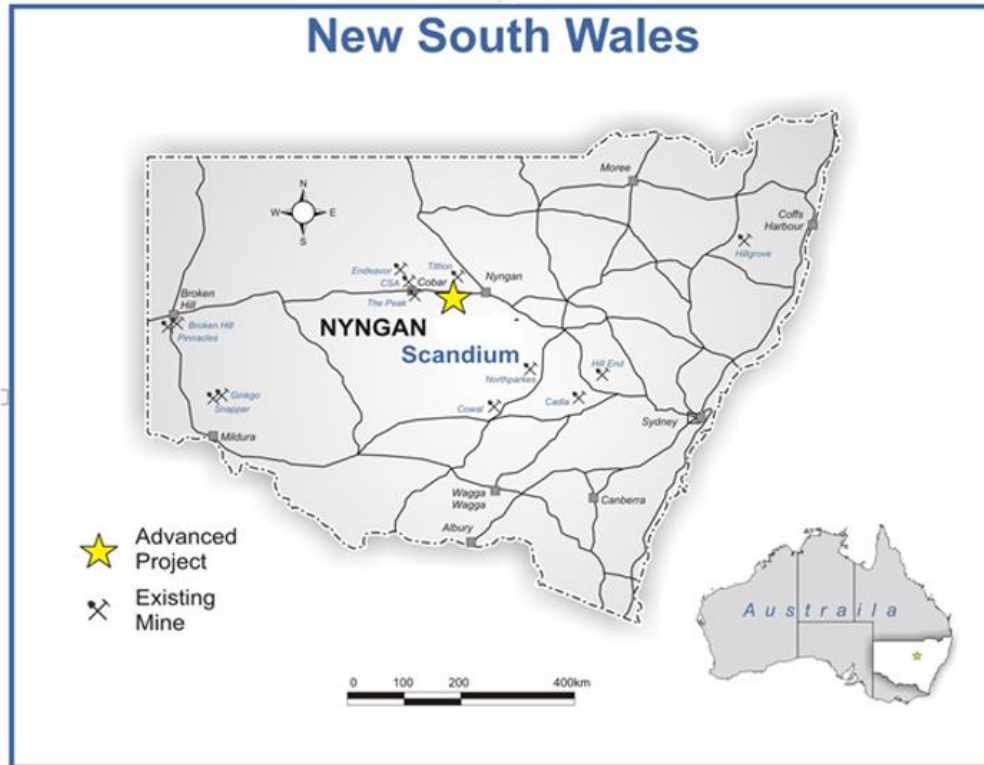 New South Wales
Moree
Coffs
Harbour
Hillgrove
N
W
E
S
Endeavor
Tittion
CSA
Cobar
Nyngan
The Peak
Broken
Hill
Broken Hill
Pinnacles
NYNGAN
Scandium
Northparkes
Hill End
Ginkgo
Snapper
Cowal
Cadia
Sydney
Mildura
Wagga
Wagga
Canberra
Albury
Advanced
Project
Existing
Mine
Austraila
0 100 200 400km